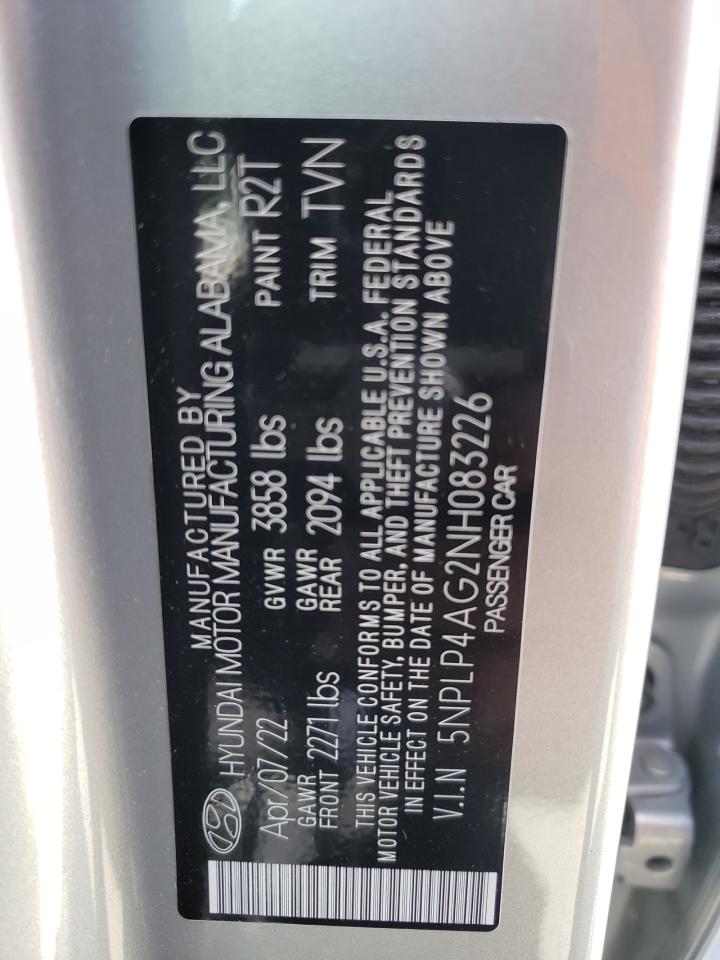 MANUFACTURED BY
HYUNDAI MOTOR MANUFACTURING ALABAMA, LLC
Apr/07/22 GVWR 3858 lbs PAINT R2T
GAWR FRONT 2271 lbs GAWR REAR 2094 lbs TRIM TVN
THIS VEHICLE CONFORMS TO ALL APPLICABLE U.S.A. FEDERAL
MOTOR VEHICLE SAFETY, BUMPER, AND THEFT PREVENTION STANDARDS
IN EFFECT ON THE DATE OF MANUFACTURE SHOWN ABOVE
V.I.N 5NPLP4AG2NH083226
PASSENGER CAR